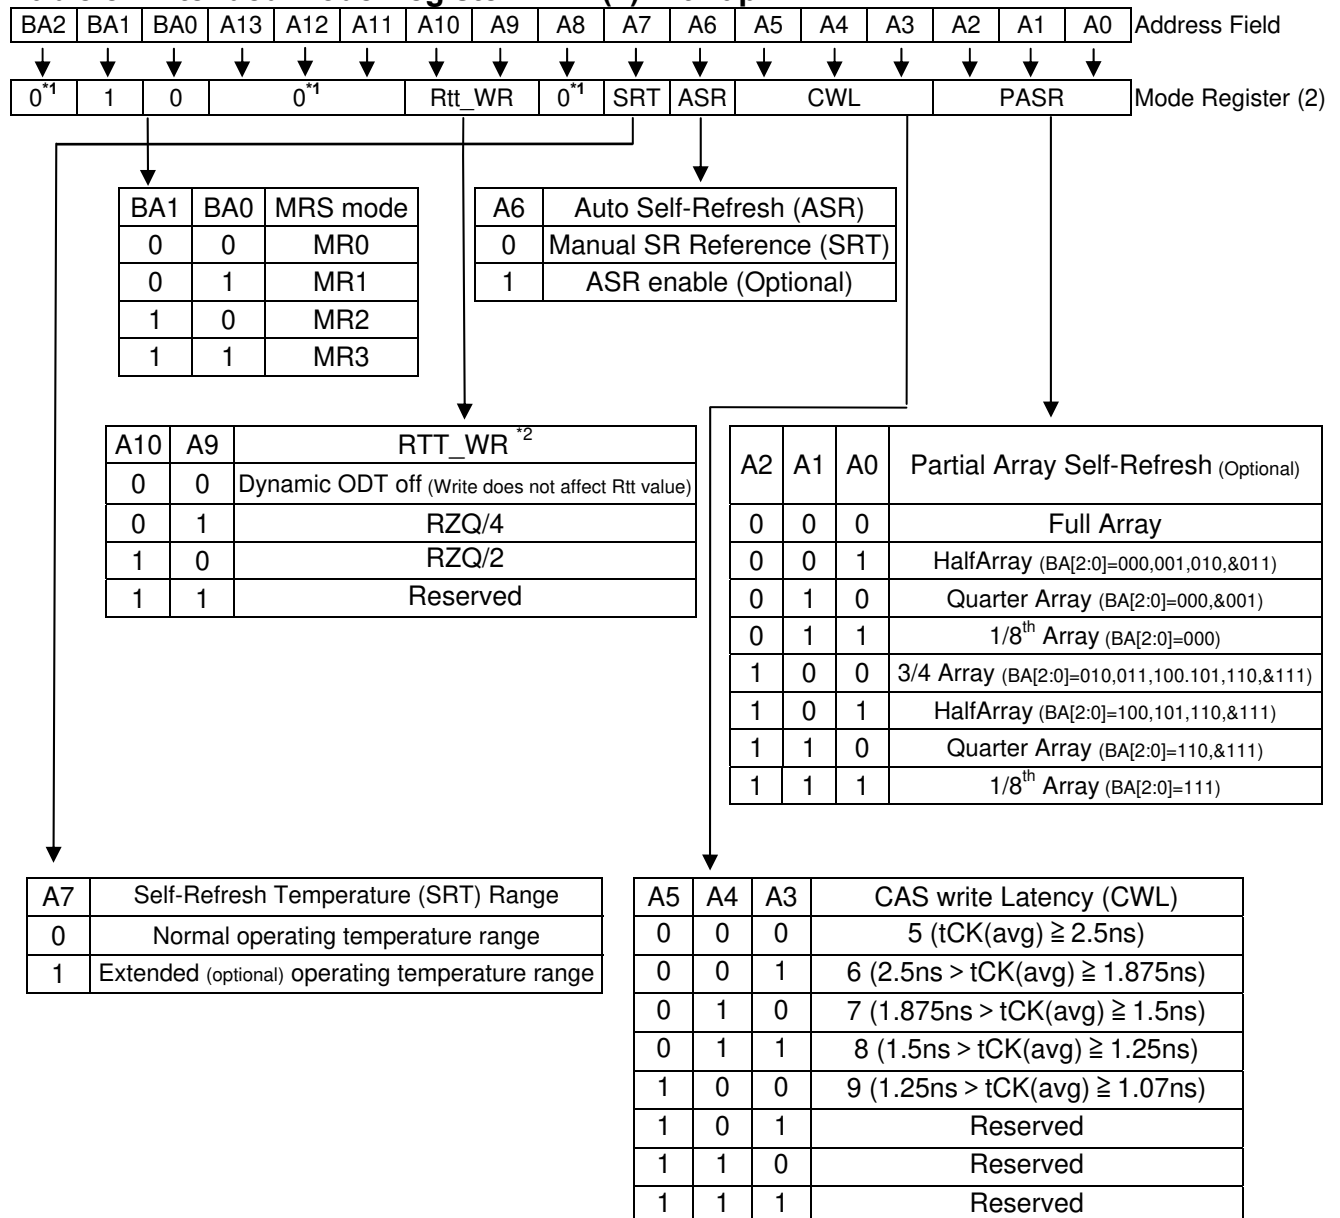 BA2 BA1 BA0 A13 A12 A11 A10 A9 A8 A7 A6 A5 A4 A3 A2 A1 A0 Address Field
0*1 1 0 0*1 Rtt_WR 0*1 SRT ASR CWL PASR Mode Register (2)
BA1 BA0 MRS mode
0 0 MR0
0 1 MR1
1 0 MR2
1 1 MR3
A6 Auto Self-Refresh (ASR)
0 Manual SR Reference (SRT)
1 ASR enable (Optional)
A10 A9 RTT_WR *2
0 0 Dynamic ODT off (Write does not affect Rtt value)
0 1 RZQ/4
1 0 RZQ/2
1 1 Reserved
A2 A1 A0 Partial Array Self-Refresh (Optional)
0 0 0 Full Array
0 0 1 HalfArray (BA[2:0]=000,001,010,&011)
0 1 0 Quarter Array (BA[2:0]=000,&001)
0 1 1 1/8th Array (BA[2:0]=000)
1 0 0 3/4 Array (BA[2:0]=010,011,100.101,110,&111)
1 0 1 HalfArray (BA[2:0]=100,101,110,&111)
1 1 0 Quarter Array (BA[2:0]=110,&111)
1 1 1 1/8th Array (BA[2:0]=111)
A7 Self-Refresh Temperature (SRT) Range
0 Normal operating temperature range
1 Extended (optional) operating temperature range
A5 A4 A3 CAS write Latency (CWL)
0 0 0 5 (tCK(avg) ≧ 2.5ns)
0 0 1 6 (2.5ns > tCK(avg) ≧ 1.875ns)
0 1 0 7 (1.875ns > tCK(avg) ≧ 1.5ns)
0 1 1 8 (1.5ns > tCK(avg) ≧ 1.25ns)
1 0 0 9 (1.25ns > tCK(avg) ≧ 1.07ns)
1 0 1 Reserved
1 1 0 Reserved
1 1 1 Reserved